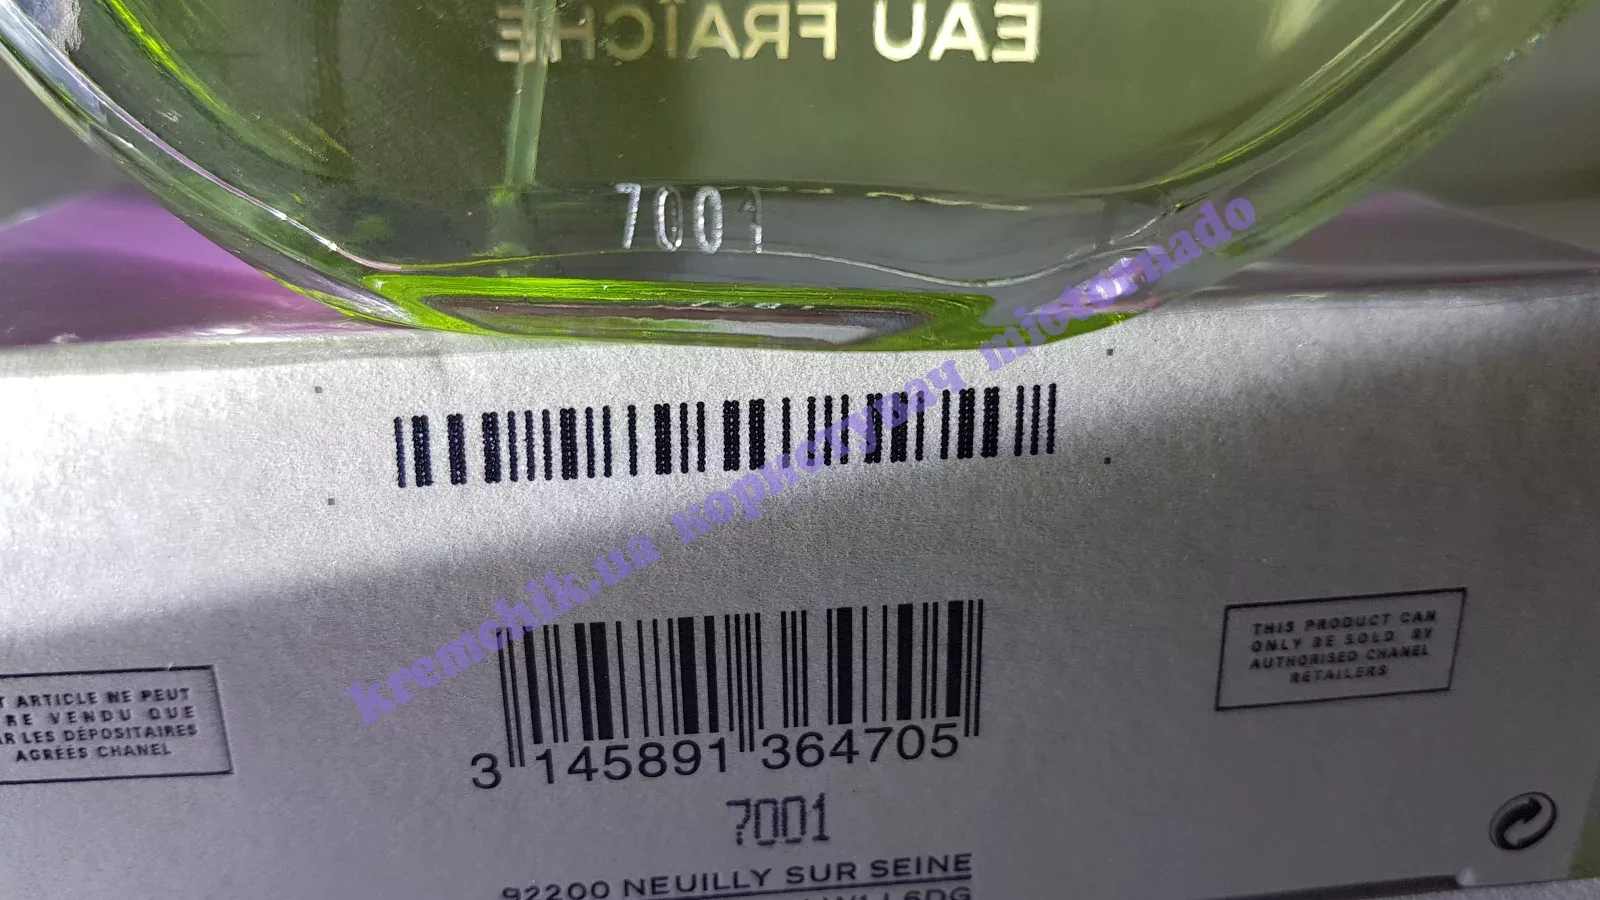 EAU FRAÎCHE
7001
kremchik.ua користувач miotornado
T ARTICLE NE PEUT
RE VENDU QUE
AR LES DÉPOSITAIRES
AGRÉÉS CHANEL
THIS PRODUCT CAN
ONLY BE SOLD BY
AUTHORISED CHANEL
RETAILERS
3 145891 364705
7001
92200 NEUILLY SUR SEINE